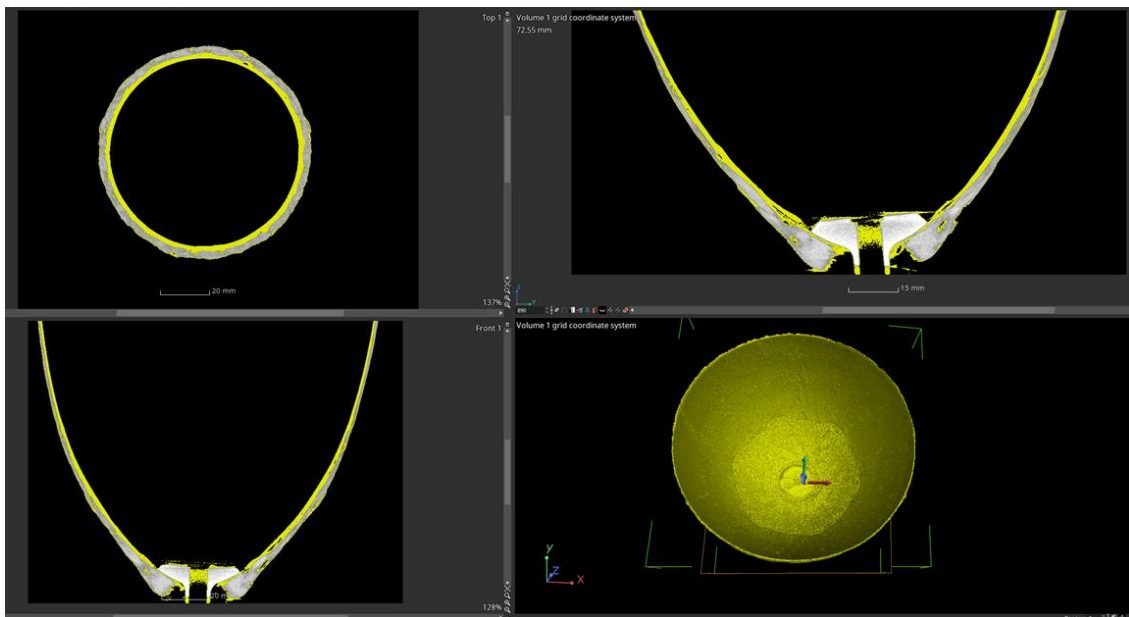 Top 1
20 mm
137%
Volume 1 grid coordinate system
72.55 mm
15 mm
890
Front 1
20 m
128%
Volume 1 grid coordinate system
y
z
x